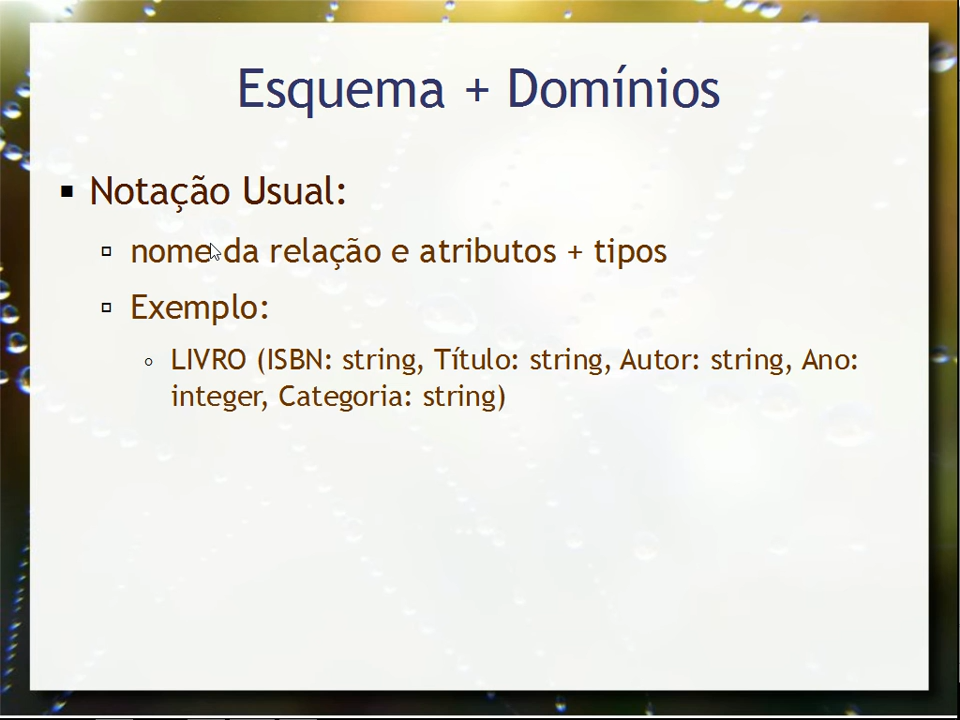 Esquema + Domínios
Notação Usual:
nome da relação e atributos + tipos
Exemplo:
LIVRO (ISBN: string, Título: string, Autor: string, Ano:
integer, Categoria: string)